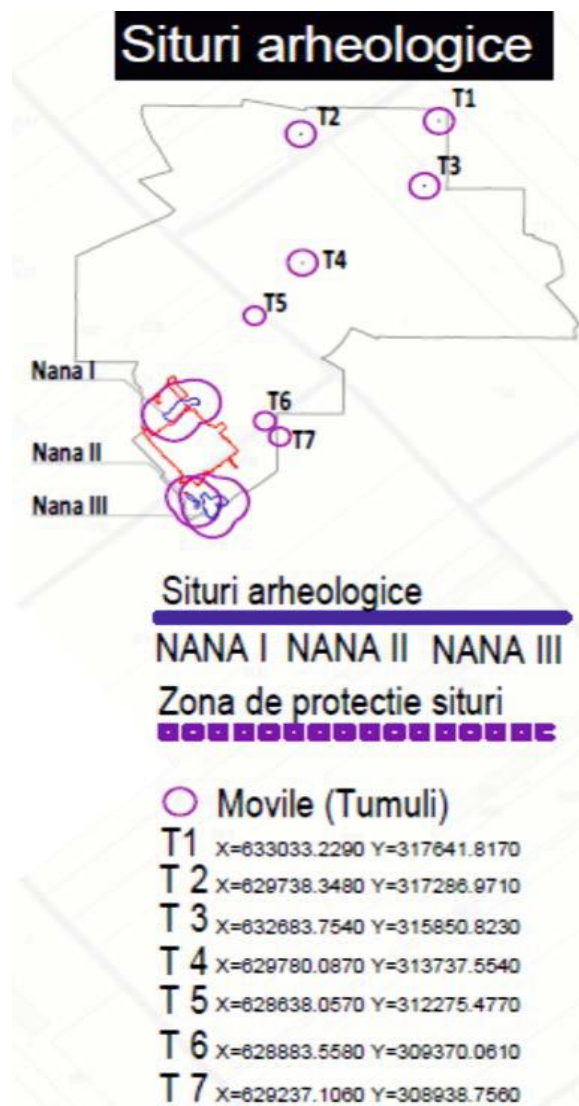 Situri arheologice
T1
T2
T3
T4
T5
Nana I
T6
T7
Nana II
Nana III
Situri arheologice
NANA I NANA II NANA III
Zona de protectie situri
Movile (Tumuli)
T1 X=633033.2290 Y=317641.8170
T 2 X=629738.3480 Y=317286.9710
T 3 X=632683.7540 Y=315850.8230
T 4 X=629780.0870 Y=313737.5540
T 5 X=628638.0570 Y=312275.4770
T 6 X=628883.5580 Y=309370.0610
T 7 X=629237.1060 Y=308938.7560